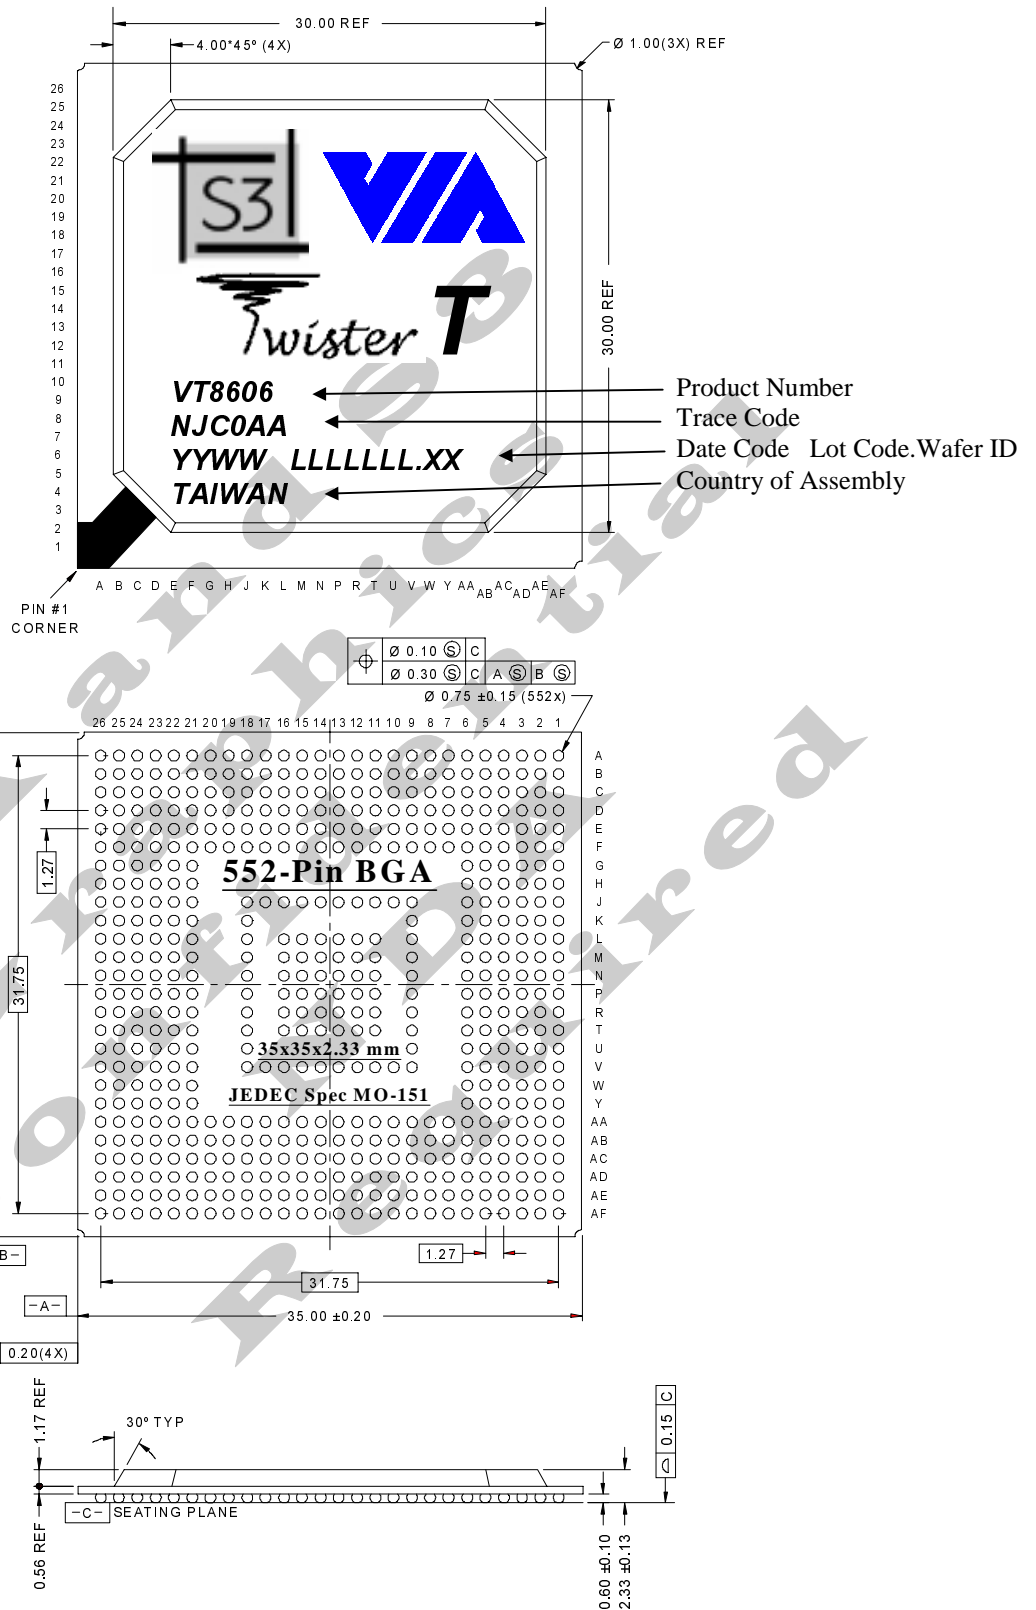 30.00 REF
4.00*45° (4X)
Ø 1.00(3X) REF
26
25
24
23
22
21
20
19
18
17
16
15
14
13
12
11
10
9
8
7
6
5
4
3
2
1
S3
VIA
Twister T
30.00 REF
VT8606
NJC0AA
YYWW LLLLLLL.XX
TAIWAN
Product Number
Trace Code
Date Code Lot Code.Wafer ID
Country of Assembly
A B C D E F G H J K L M N P R T U V W Y AA AB AC AD AE AF
PIN #1
CORNER
Ø 0.10 Ⓢ C
Ø 0.30 Ⓢ C A Ⓢ B Ⓢ
Ø 0.75 ±0.15 (552x)
26 25 24 23 22 21 20 19 18 17 16 15 14 13 12 11 10 9 8 7 6 5 4 3 2 1
A
B
C
D
E
F
G
H
J
K
L
M
N
P
R
T
U
V
W
Y
AA
AB
AC
AD
AE
AF
1.27
31.75
552-Pin BGA
35x35x2.33 mm
JEDEC Spec MO-151
B-
1.27
31.75
-A-
35.00 ±0.20
0.20(4X)
1.17 REF
30° TYP
0.15 C
-C- SEATING PLANE
0.56 REF
0.60 ±0.10
2.33 ±0.13
and S3
raphics
onfidential
NDA
Required